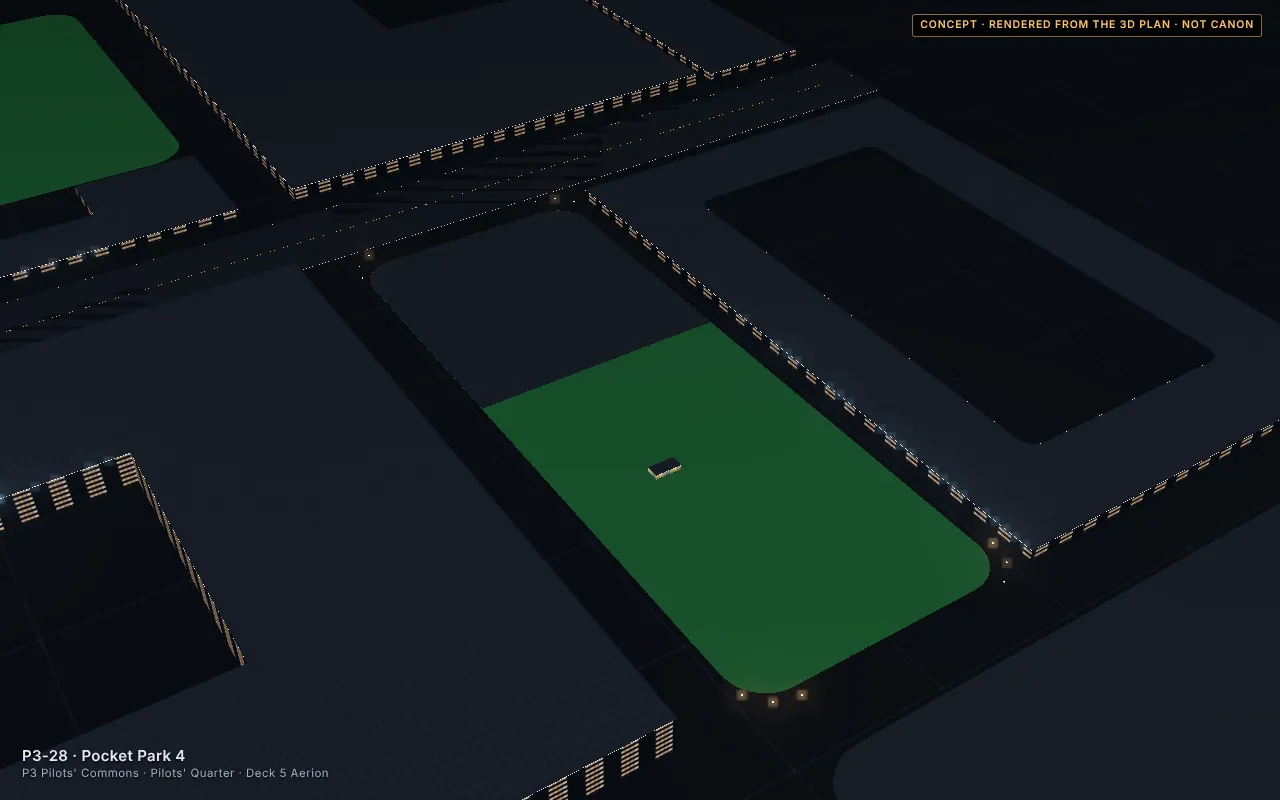 CONCEPT · RENDERED FROM THE 3D PLAN · NOT CANON
P3-28 · Pocket Park 4
P3 Pilots' Commons · Pilots' Quarter · Deck 5 Aerion